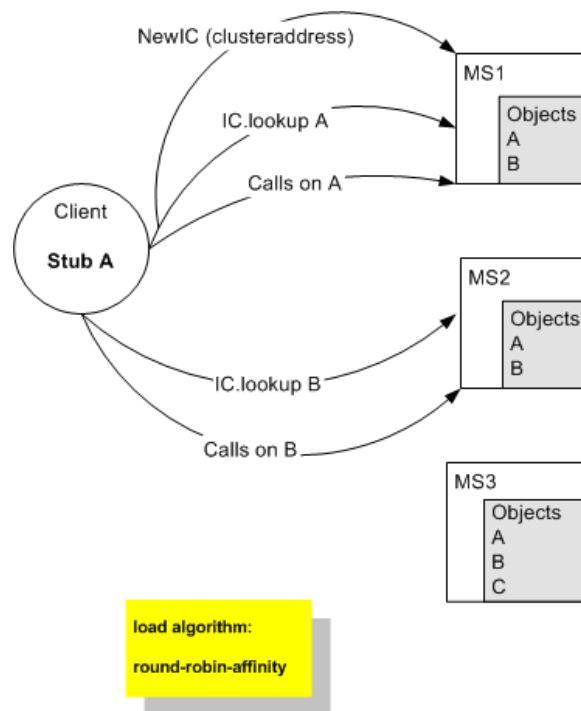 NewIC (clusteraddress)
MS1
Objects
A
B
IC.lookup A
Calls on A
Client
Stub A
MS2
Objects
A
B
IC.lookup B
Calls on B
MS3
Objects
A
B
C
load algorithm:
round-robin-affinity